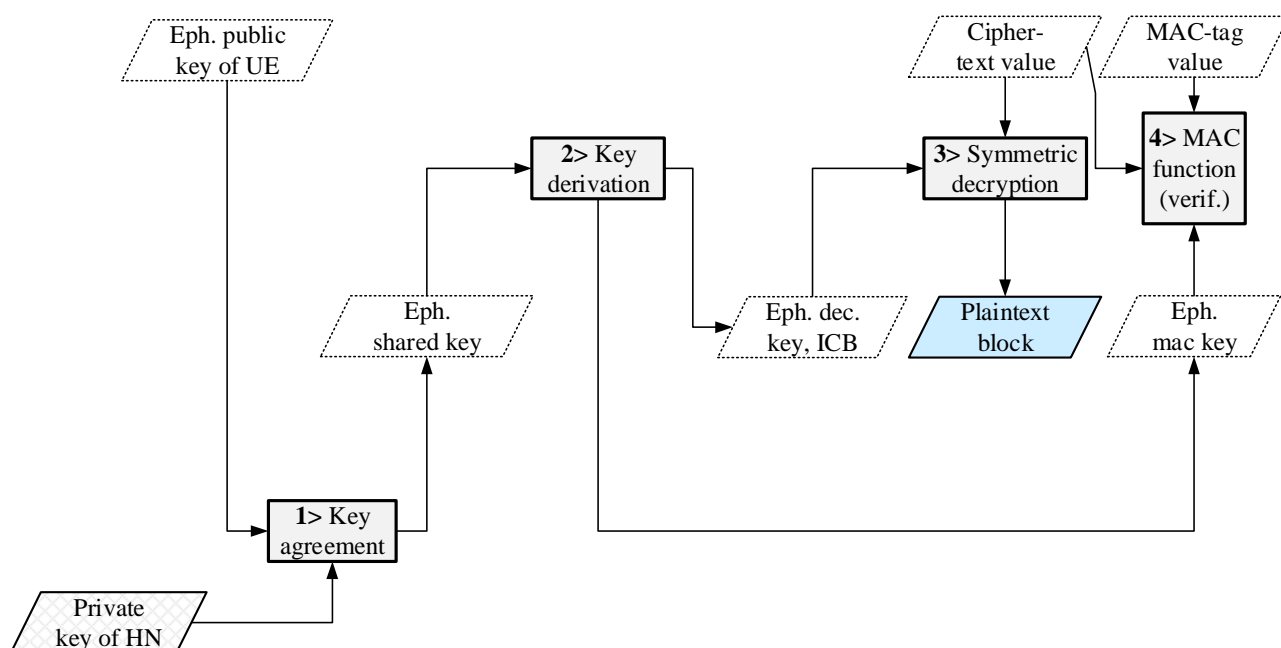 Eph. public
key of UE
Cipher-
text value
MAC-tag
value
2> Key
derivation
3> Symmetric
decryption
4> MAC
function
(verif.)
Eph.
shared key
Eph. dec.
key, ICB
Plaintext
block
Eph.
mac key
1> Key
agreement
Private
key of HN